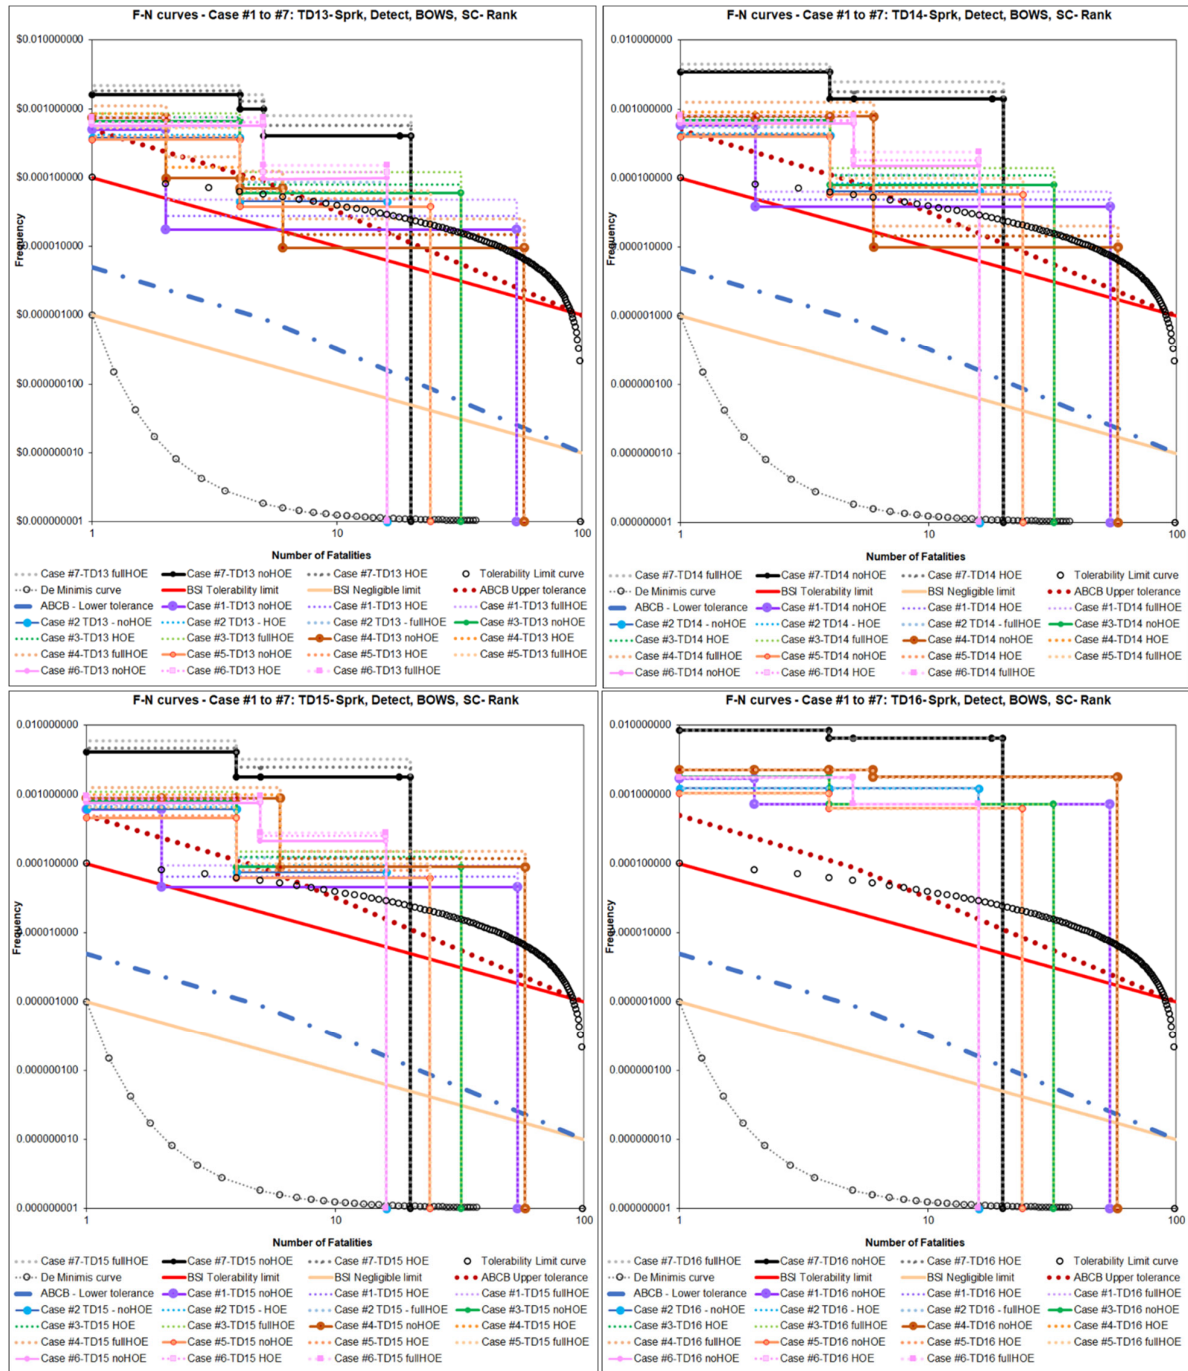 F-N curves - Case #1 to #7: TD13-Sprk, Detect, BOWS, SC- Rank
$0.010000000
$0.001000000
$0.000100000
$0.000010000
$0.000001000
$0.000000100
$0.000000010
$0.000000001
Frequency
1 10 100
Number of Fatalities
Case #7-TD13 fullHOE Case #7-TD13 noHOE Case #7-TD13 HOE Tolerability Limit curve
De Minimis curve BSI Tolerability limit BSI Negligible limit ABCB Upper tolerance
ABCB - Lower tolerance Case #1-TD13 noHOE Case #1-TD13 HOE Case #1-TD13 fullHOE
Case #2 TD13 - noHOE Case #2 TD13 - HOE Case #2 TD13 - fullHOE Case #3-TD13 noHOE
Case #3-TD13 HOE Case #3-TD13 fullHOE Case #4-TD13 noHOE Case #4-TD13 HOE
Case #4-TD13 fullHOE Case #5-TD13 noHOE Case #5-TD13 HOE Case #5-TD13 fullHOE
Case #6-TD13 noHOE Case #6-TD13 HOE Case #6-TD13 fullHOE
F-N curves - Case #1 to #7: TD14-Sprk, Detect, BOWS, SC- Rank
0.010000000
0.001000000
0.000100000
0.000010000
0.000001000
0.000000100
0.000000010
0.000000001
Frequency
1 10 100
Number of Fatalities
Case #7-TD14 fullHOE Case #7-TD14 noHOE Case #7-TD14 HOE Tolerability Limit curve
De Minimis curve BSI Tolerability limit BSI Negligible limit ABCB Upper tolerance
ABCB - Lower tolerance Case #1-TD14 noHOE Case #1-TD14 HOE Case #1-TD14 fullHOE
Case #2 TD14 - noHOE Case #2 TD14 - HOE Case #2 TD14 - fullHOE Case #3-TD14 noHOE
Case #3-TD14 HOE Case #3-TD14 fullHOE Case #4-TD14 noHOE Case #4-TD14 HOE
Case #4-TD14 fullHOE Case #5-TD14 noHOE Case #5-TD14 HOE Case #5-TD14 fullHOE
Case #6-TD14 noHOE Case #6-TD14 HOE Case #6-TD14 fullHOE
F-N curves - Case #1 to #7: TD15-Sprk, Detect, BOWS, SC- Rank
0.010000000
0.001000000
0.000100000
0.000010000
0.000001000
0.000000100
0.000000010
0.000000001
Frequency
1 10 100
Number of Fatalities
Case #7-TD15 fullHOE Case #7-TD15 noHOE Case #7-TD15 HOE Tolerability Limit curve
De Minimis curve BSI Tolerability limit BSI Negligible limit ABCB Upper tolerance
ABCB - Lower tolerance Case #1-TD15 noHOE Case #1-TD15 HOE Case #1-TD15 fullHOE
Case #2 TD15 - noHOE Case #2 TD15 - HOE Case #2 TD15 - fullHOE Case #3-TD15 noHOE
Case #3-TD15 HOE Case #3-TD15 fullHOE Case #4-TD15 noHOE Case #4-TD15 HOE
Case #4-TD15 fullHOE Case #5-TD15 noHOE Case #5-TD15 HOE Case #5-TD15 fullHOE
Case #6-TD15 noHOE Case #6-TD15 HOE Case #6-TD15 fullHOE
F-N curves - Case #1 to #7: TD16-Sprk, Detect, BOWS, SC- Rank
0.010000000
0.001000000
0.000100000
0.000010000
0.000001000
0.000000100
0.000000010
0.000000001
Frequency
1 10 100
Number of Fatalities
Case #7-TD16 fullHOE Case #7-TD16 noHOE Case #7-TD16 HOE Tolerability Limit curve
De Minimis curve BSI Tolerability limit BSI Negligible limit ABCB Upper tolerance
ABCB - Lower tolerance Case #1-TD16 noHOE Case #1-TD16 HOE Case #1-TD16 fullHOE
Case #2 TD16 - noHOE Case #2 TD16 - HOE Case #2 TD16 - fullHOE Case #3-TD16 noHOE
Case #3-TD16 HOE Case #3-TD16 fullHOE Case #4-TD16 noHOE Case #4-TD16 HOE
Case #4-TD16 fullHOE Case #5-TD16 noHOE Case #5-TD16 HOE Case #5-TD16 fullHOE
Case #6-TD16 noHOE Case #6-TD16 HOE Case #6-TD16 fullHOE